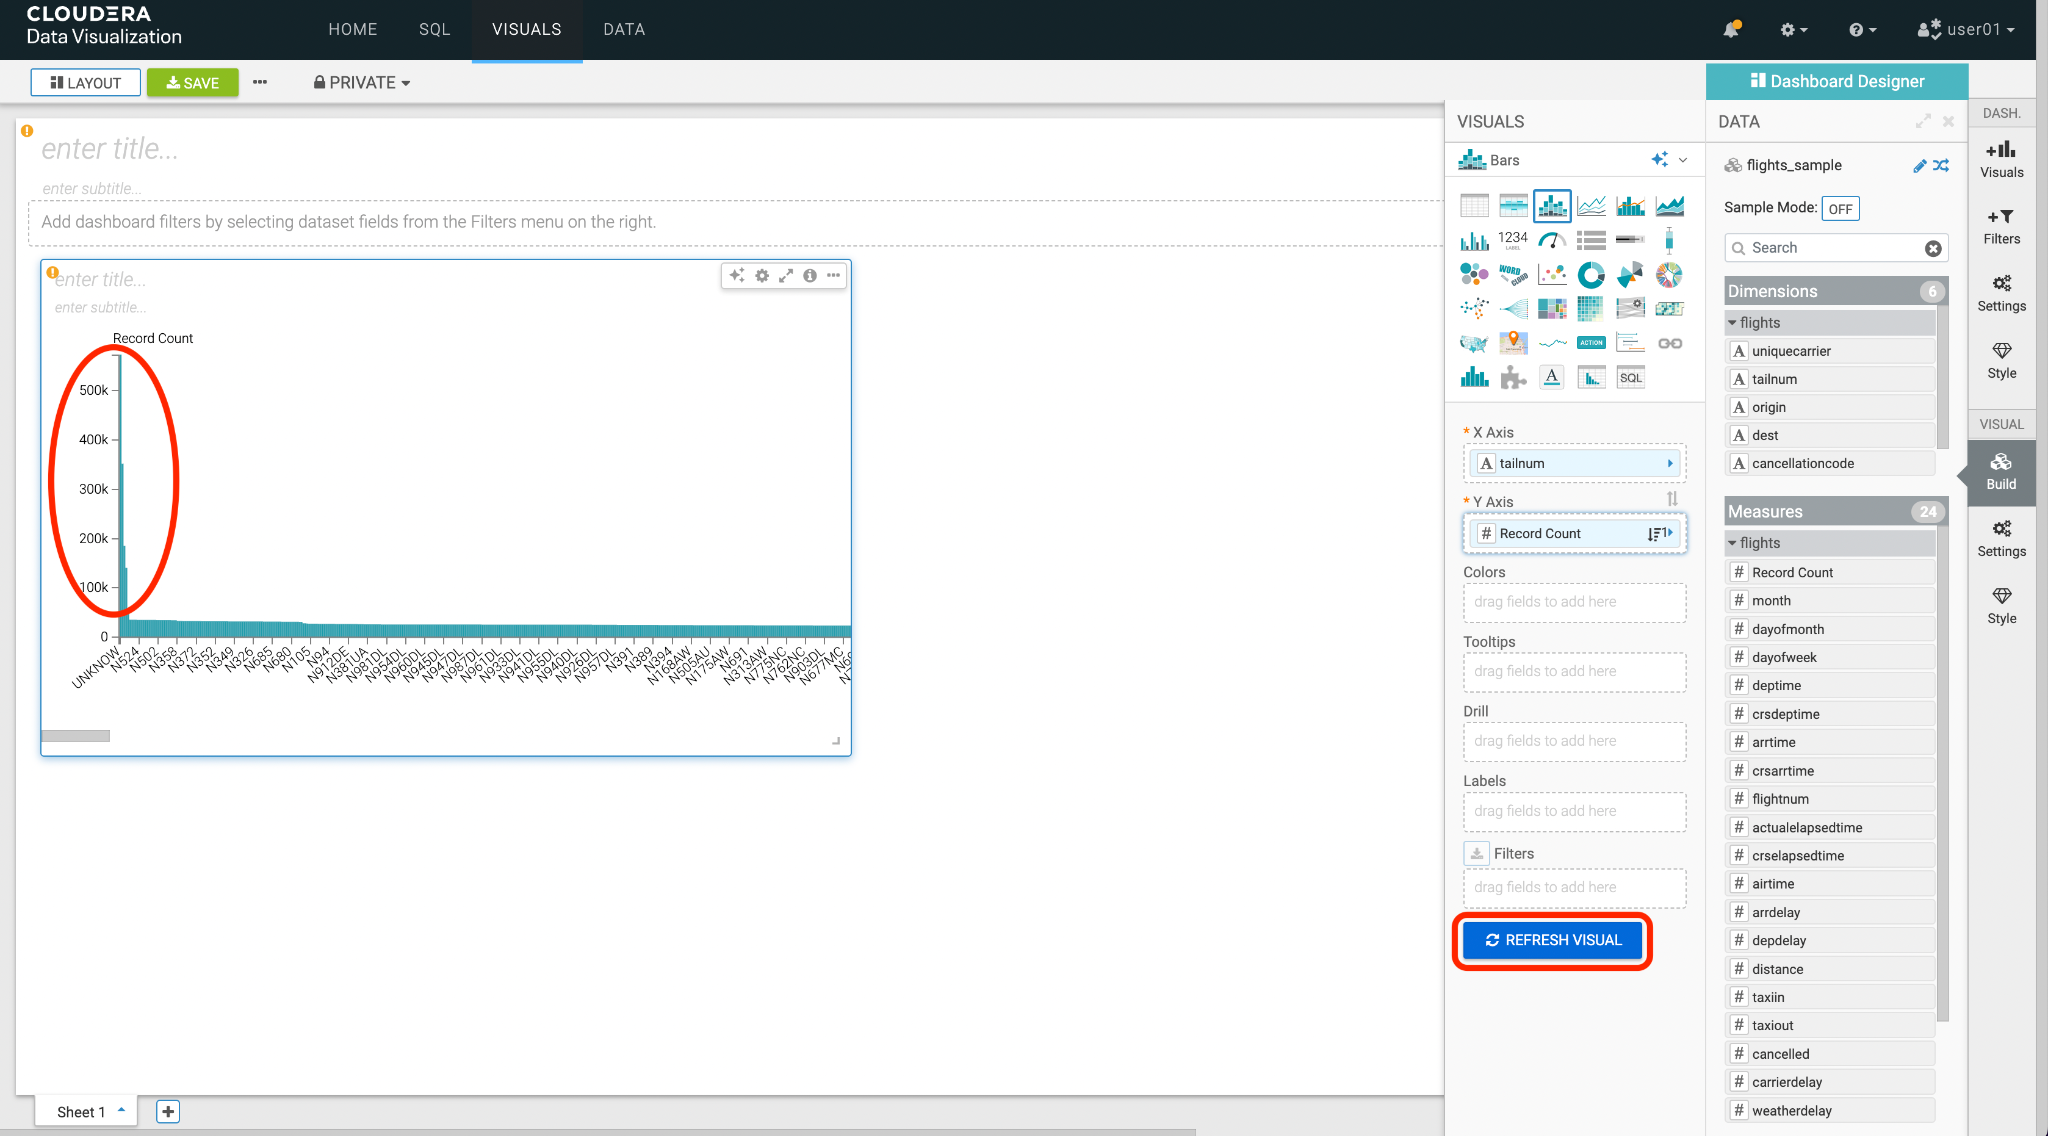 CLOUDERA
Data Visualization
HOME
SQL
VISUALS
DATA
user01
LAYOUT
SAVE
PRIVATE
Dashboard Designer
enter title...
enter subtitle...
Add dashboard filters by selecting dataset fields from the Filters menu on the right.
enter title...
enter subtitle...
Record Count
500k
400k
300k
200k
100k
0
UNKNOW
N524
N502
N358
N372
N352
N349
N326
N685
N680
N105
N94
N912DE
N381UA
N981DL
N954DL
N960DL
N945DL
N947DL
N987DL
N961DL
N933DL
N941DL
N955DL
N940DL
N926DL
N957DL
N391
N389
N394
N168AW
N505AU
N175AW
N691
N313AW
N775NC
N762NC
N903DL
N677MC
Sheet 1
VISUALS
Bars
1234
LABEL
WORD
CLOUD
ACTION
A
SQL
* X Axis
A tailnum
* Y Axis
# Record Count
1
Colors
drag fields to add here
Tooltips
drag fields to add here
Drill
drag fields to add here
Labels
drag fields to add here
Filters
drag fields to add here
REFRESH VISUAL
DATA
flights_sample
Sample Mode: OFF
Search
Dimensions 6
flights
A uniquecarrier
A tailnum
A origin
A dest
A cancellationcode
Measures 24
flights
# Record Count
# month
# dayofmonth
# dayofweek
# deptime
# crsdeptime
# arrtime
# crsarrtime
# flightnum
# actualelapsedtime
# crselapsedtime
# airtime
# arrdelay
# depdelay
# distance
# taxiin
# taxiout
# cancelled
# carrierdelay
# weatherdelay
DASH.
Visuals
Filters
Settings
Style
VISUAL
Build
Settings
Style